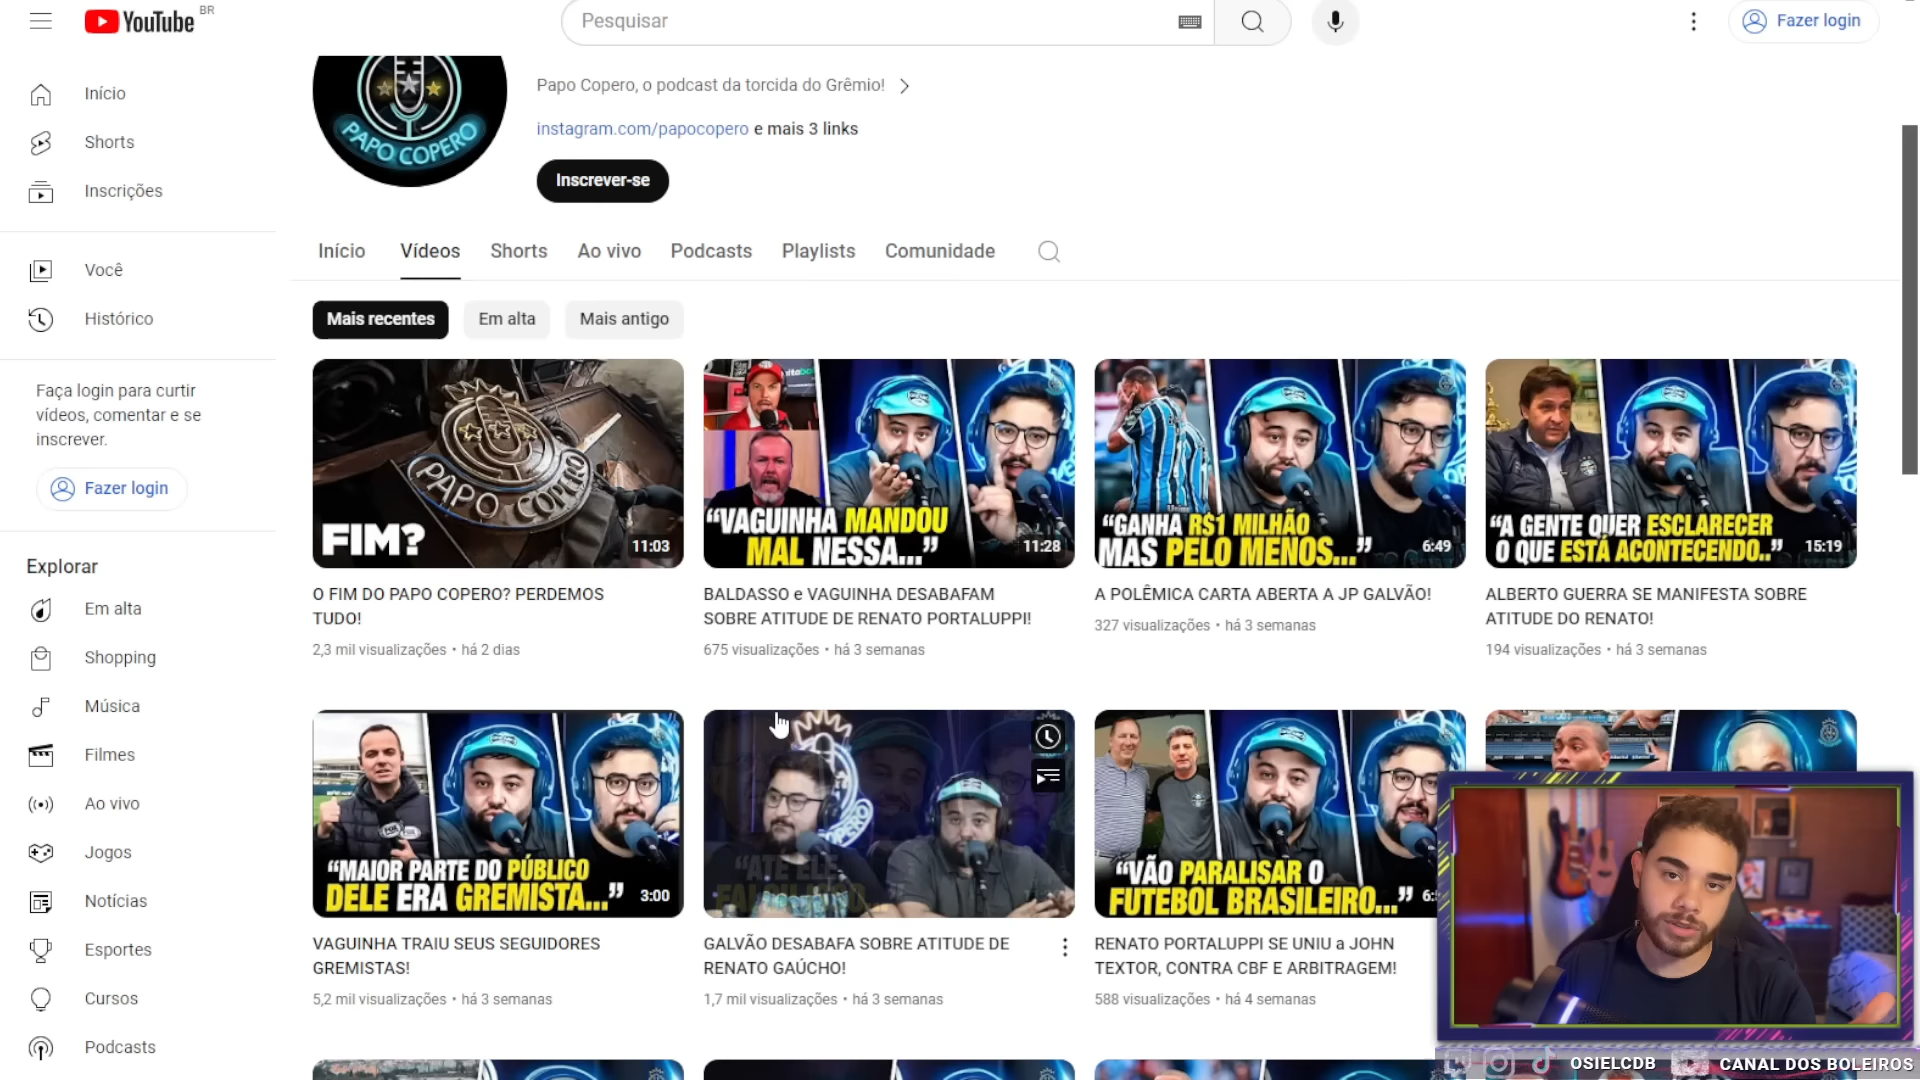 YouTube BR
Pesquisar
Fazer login
Início
Shorts
Inscrições
Você
Histórico
Faça login para curtir
vídeos, comentar e se
inscrever.
Fazer login
Explorar
Em alta
Shopping
Música
Filmes
Ao vivo
Jogos
Notícias
Esportes
Cursos
Podcasts
PAPO COPERO
Papo Copero, o podcast da torcida do Grêmio!
instagram.com/papocopero e mais 3 links
Inscrever-se
Início Vídeos Shorts Ao vivo Podcasts Playlists Comunidade
Mais recentes Em alta Mais antigo
PAPO COPERO
FIM?
11:03
O FIM DO PAPO COPERO? PERDEMOS
TUDO!
2,3 mil visualizações • há 2 dias
“VAGUINHA MANDOU
MAL NESSA...”
11:28
BALDASSO e VAGUINHA DESABAFAM
SOBRE ATITUDE DE RENATO PORTALUPPI!
675 visualizações • há 3 semanas
“GANHA R$1 MILHÃO
MAS PELO MENOS...”
6:49
A POLÊMICA CARTA ABERTA A JP GALVÃO!
327 visualizações • há 3 semanas
“A GENTE QUER ESCLARECER
O QUE ESTÁ ACONTECENDO..”
15:19
ALBERTO GUERRA SE MANIFESTA SOBRE
ATITUDE DO RENATO!
194 visualizações • há 3 semanas
“MAIOR PARTE DO PÚBLICO
DELE ERA GREMISTA...”
3:00
VAGUINHA TRAIU SEUS SEGUIDORES
GREMISTAS!
5,2 mil visualizações • há 3 semanas
“ATÉ ELE
GALVÃO DESABAFA SOBRE ATITUDE DE
RENATO GAÚCHO!
1,7 mil visualizações • há 3 semanas
“VÃO PARALISAR O
FUTEBOL BRASILEIRO...”
RENATO PORTALUPPI SE UNIU a JOHN
TEXTOR, CONTRA CBF E ARBITRAGEM!
588 visualizações • há 4 semanas
OSIELCDB CANAL DOS BOLEIROS